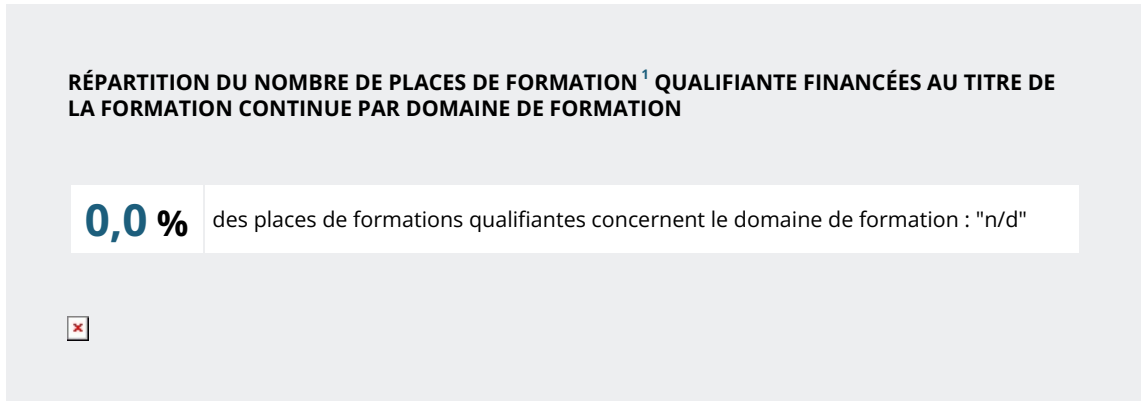 RÉPARTITION DU NOMBRE DE PLACES DE FORMATION ¹ QUALIFIANTE FINANCÉES AU TITRE DE
LA FORMATION CONTINUE PAR DOMAINE DE FORMATION
0,0 % des places de formations qualifiantes concernent le domaine de formation : "n/d"